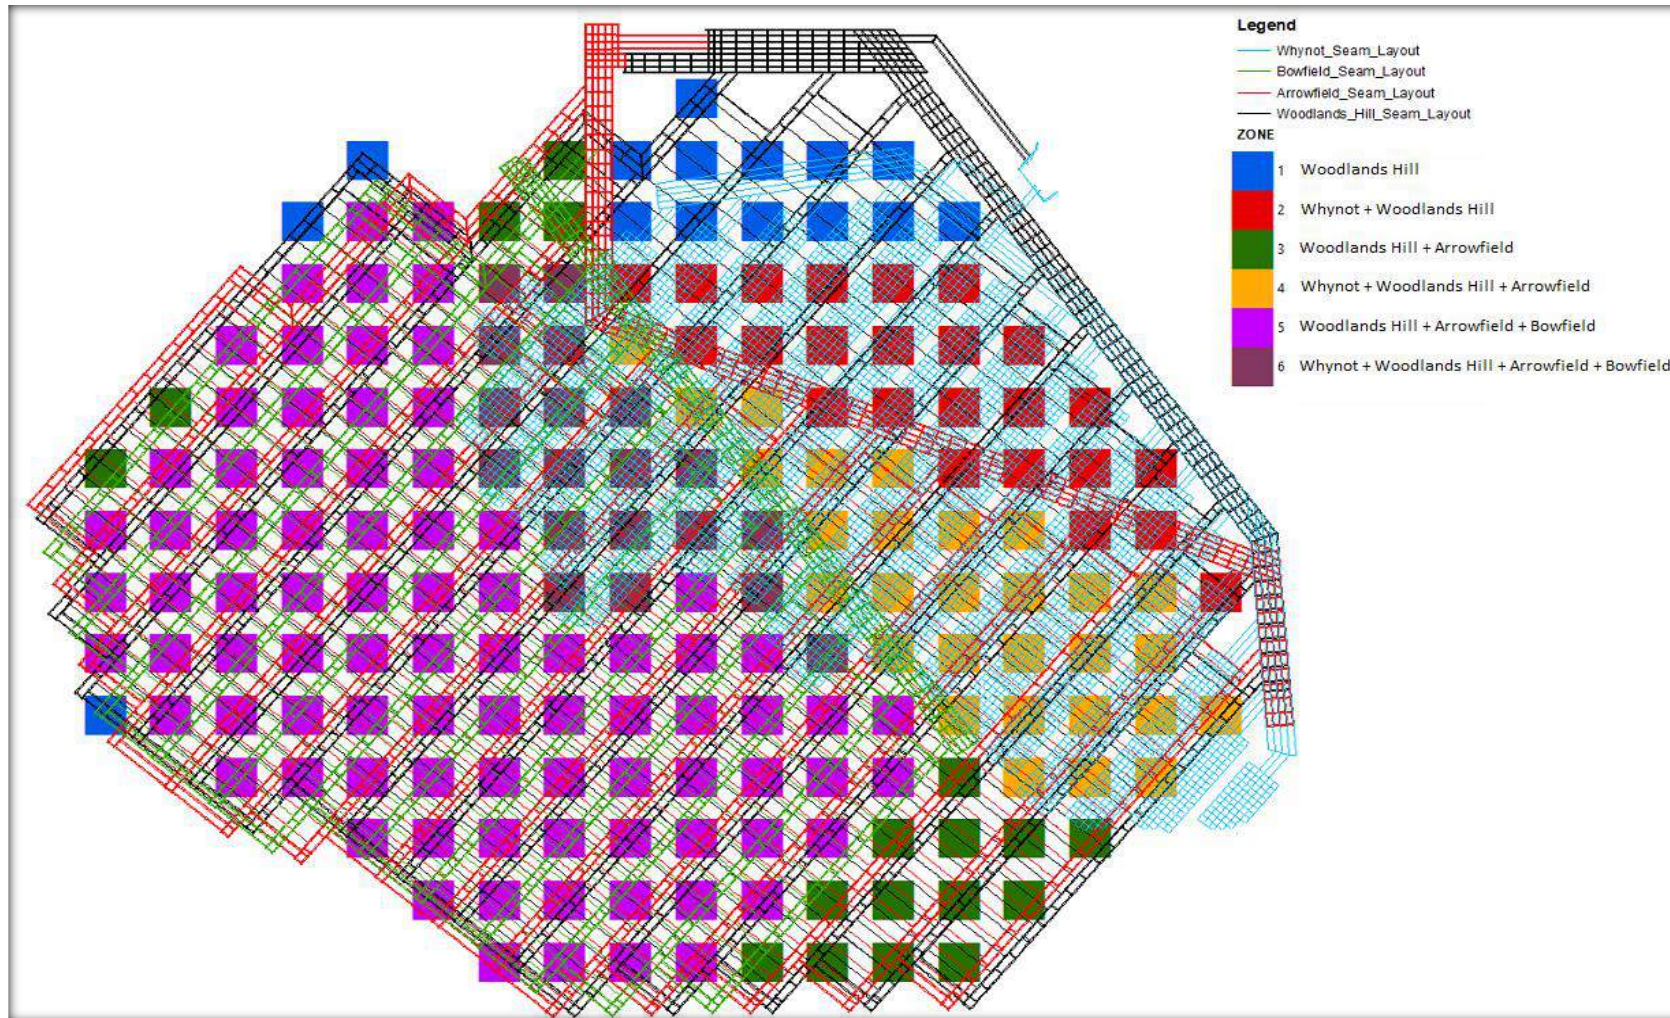 Legend
Whynot_Seam_Layout
Bowfield_Seam_Layout
Arrowfield_Seam_Layout
Woodlands_Hill_Seam_Layout
ZONE
1 Woodlands Hill
2 Whynot + Woodlands Hill
3 Woodlands Hill + Arrowfield
4 Whynot + Woodlands Hill + Arrowfield
5 Woodlands Hill + Arrowfield + Bowfield
6 Whynot + Woodlands Hill + Arrowfield + Bowfield